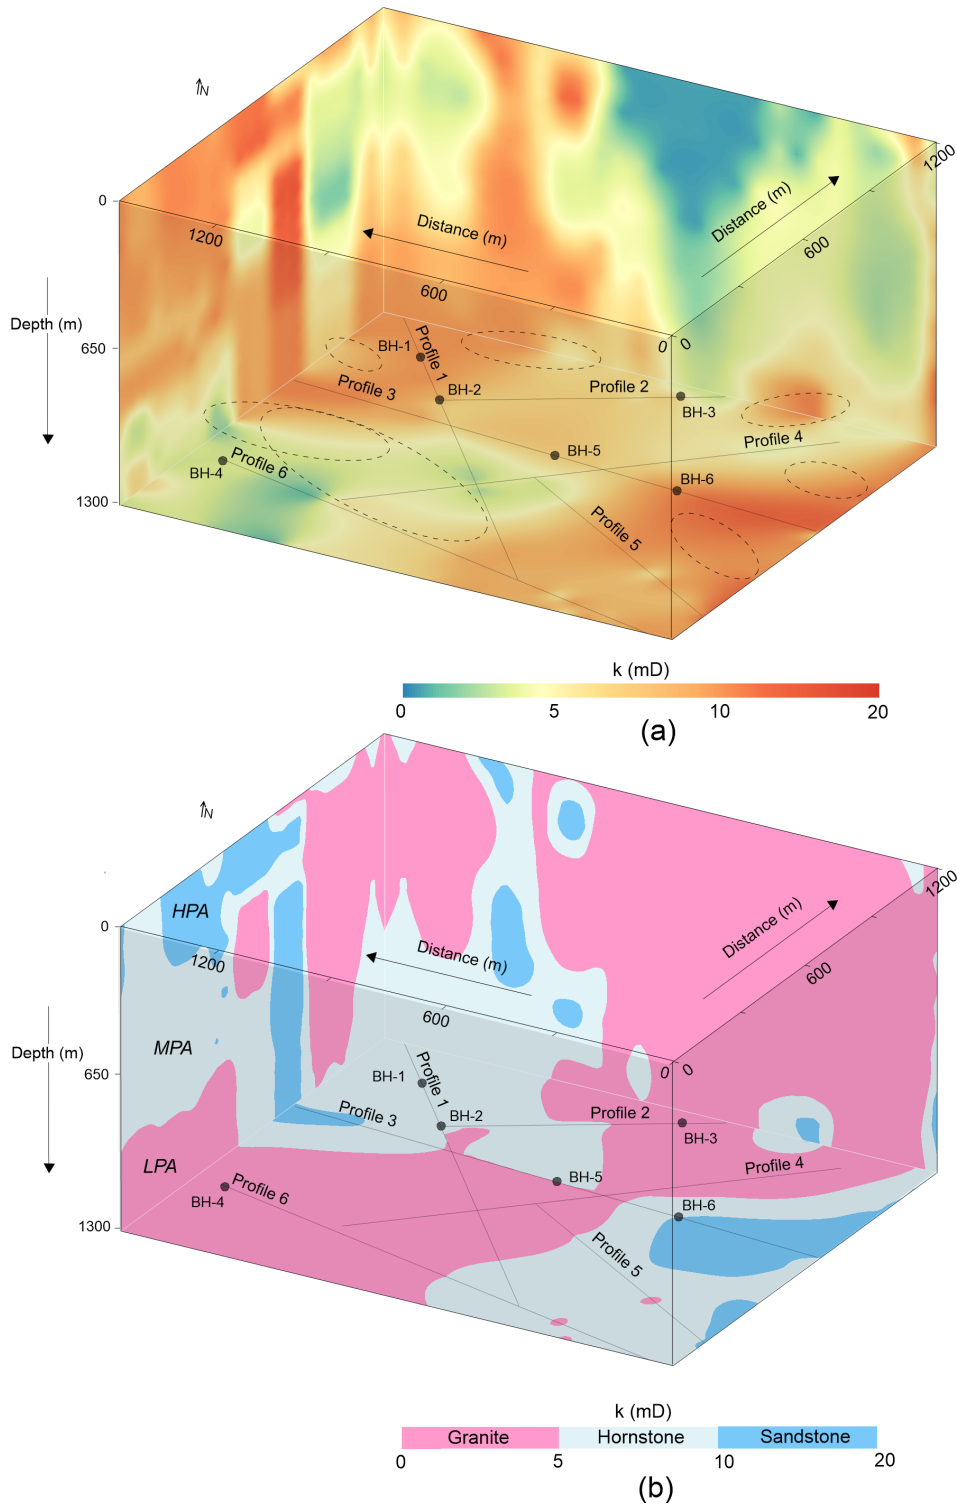 N
0
1200
Distance (m)
Distance (m)
1200
600
600
0
0
Depth (m)
650
BH-1
Profile 1
Profile 3
BH-2
Profile 2
BH-3
Profile 4
BH-4
Profile 6
BH-5
BH-6
Profile 5
1300
k (mD)
0
5
10
20
(a)
N
HPA
0
1200
Distance (m)
Distance (m)
1200
600
600
0
0
MPA
Depth (m)
650
BH-1
Profile 1
Profile 3
BH-2
Profile 2
BH-3
LPA
Profile 4
BH-4
Profile 6
BH-5
BH-6
Profile 5
1300
k (mD)
Granite
Hornstone
Sandstone
0
5
10
20
(b)